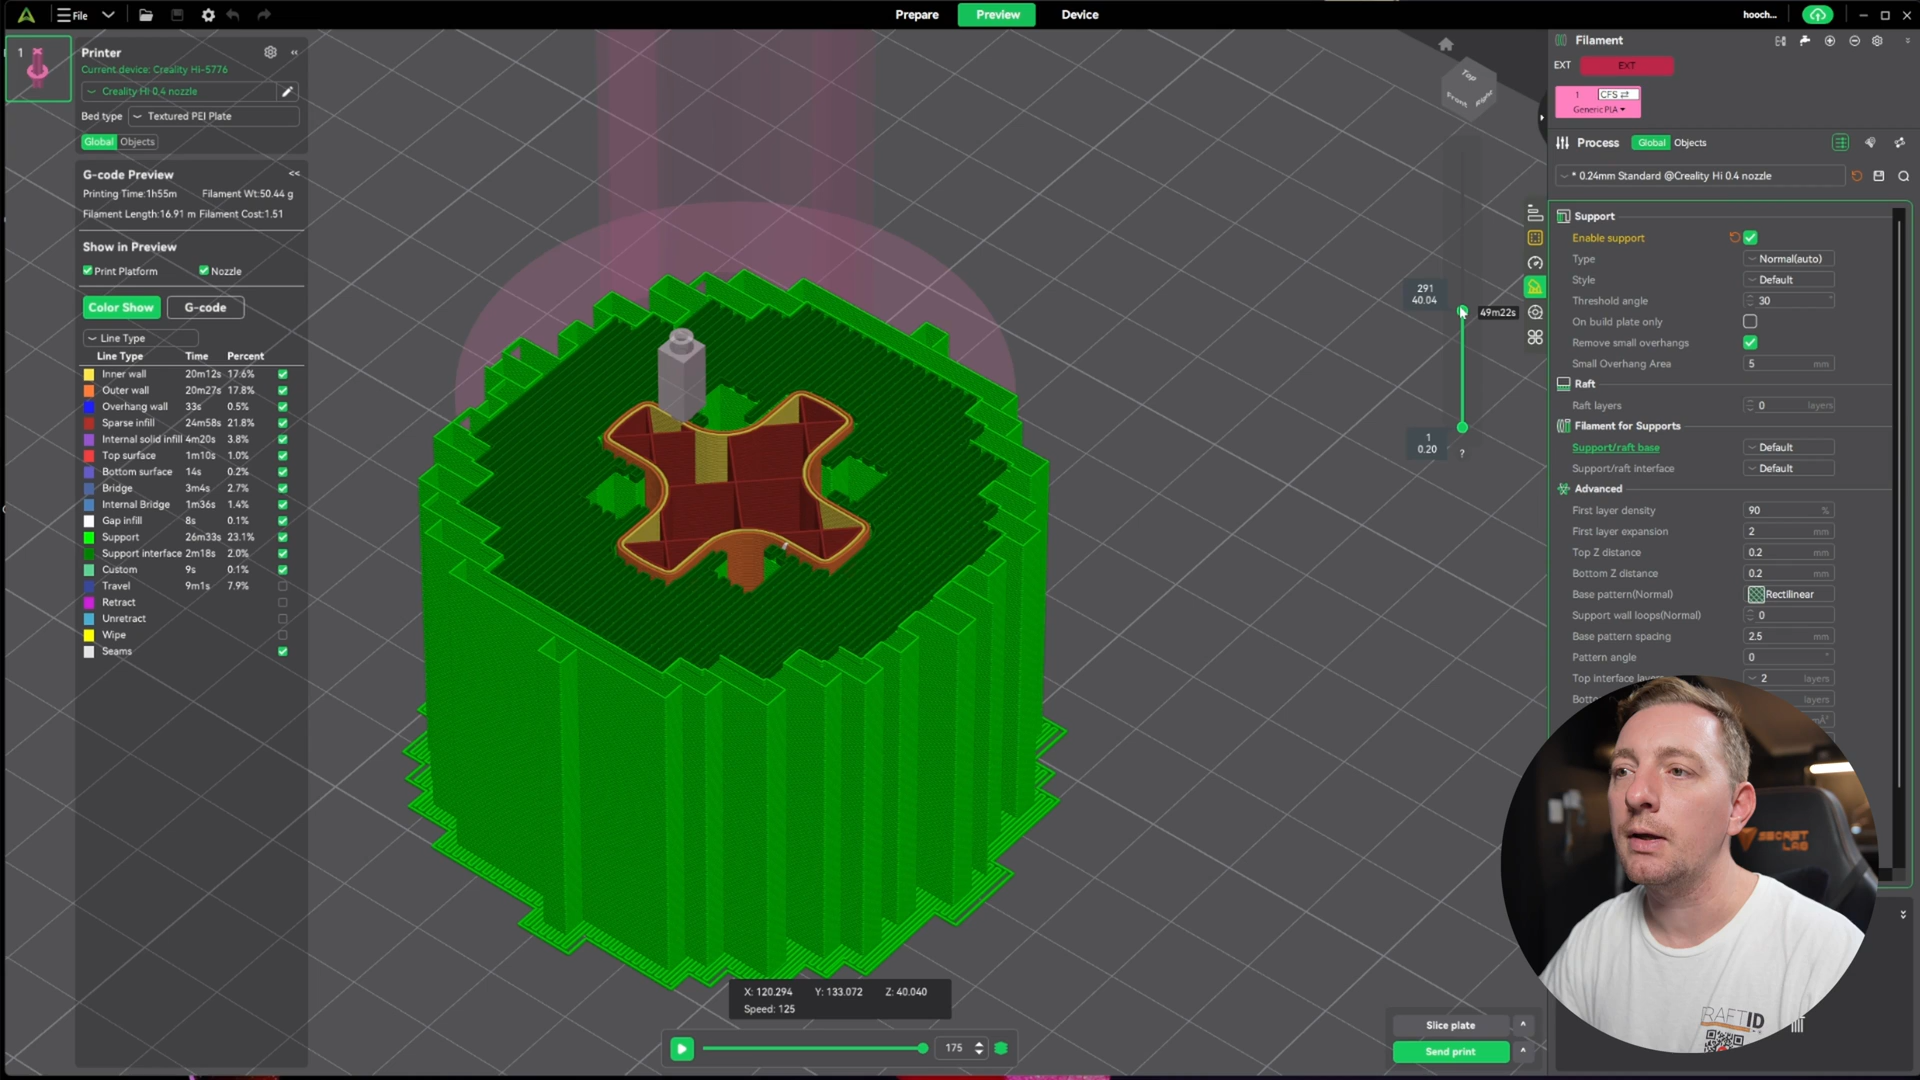 File
Prepare
Preview
Device
hooch...
1
Printer
Current device: Creality Hi-5776
Creality Hi 0.4 nozzle
Bed type
Textured PEI Plate
Global Objects
G-code Preview
<<
Printing Time:1h55m Filament Wt:50.44 g
Filament Length:16.91 m Filament Cost:1.51
Show in Preview
Print Platform
Nozzle
Color Show
G-code
Line Type
Line Type Time Percent
Inner wall 20m12s 17.6%
Outer wall 20m27s 17.8%
Overhang wall 33s 0.5%
Sparse infill 24m58s 21.8%
Internal solid infill 4m20s 3.8%
Top surface 1m10s 1.0%
Bottom surface 14s 0.2%
Bridge 3m4s 2.7%
Internal Bridge 1m36s 1.4%
Gap infill 8s 0.1%
Support 26m33s 23.1%
Support interface 2m18s 2.0%
Custom 9s 0.1%
Travel 9m1s 7.9%
Retract
Unretract
Wipe
Seams
Top
Front
Right
291
40.04
49m22s
1
0.20
?
X: 120.294 Y: 133.072 Z: 40.040
Speed: 125
175
Slice plate
Send print
Filament
EXT
EXT
1 CFS
Generic PLA
Process Global Objects
* 0.24mm Standard @Creality Hi 0.4 nozzle
Support
Enable support
Type Normal(auto)
Style Default
Threshold angle 30 °
On build plate only
Remove small overhangs
Small Overhang Area 5 mm
Raft
Raft layers 0 layers
Filament for Supports
Support/raft base Default
Support/raft interface Default
Advanced
First layer density 90 %
First layer expansion 2 mm
Top Z distance 0.2 mm
Bottom Z distance 0.2 mm
Base pattern(Normal) Rectilinear
Support wall loops(Normal) 0
Base pattern spacing 2.5 mm
Pattern angle 0 °
Top interface 2 layers
layers
SECRET
LAB
RAFTID